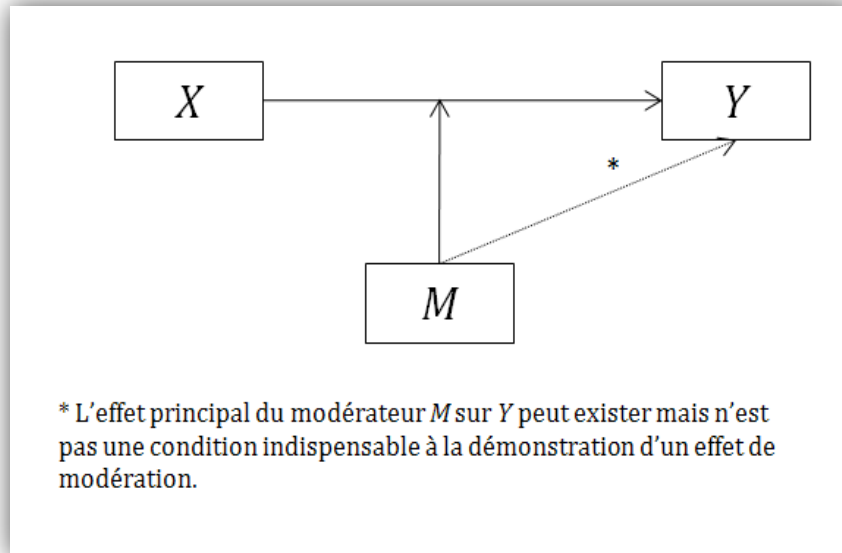 X
Y
*
M
* L'effet principal du modérateur M sur Y peut exister mais n'est
pas une condition indispensable à la démonstration d'un effet de
modération.